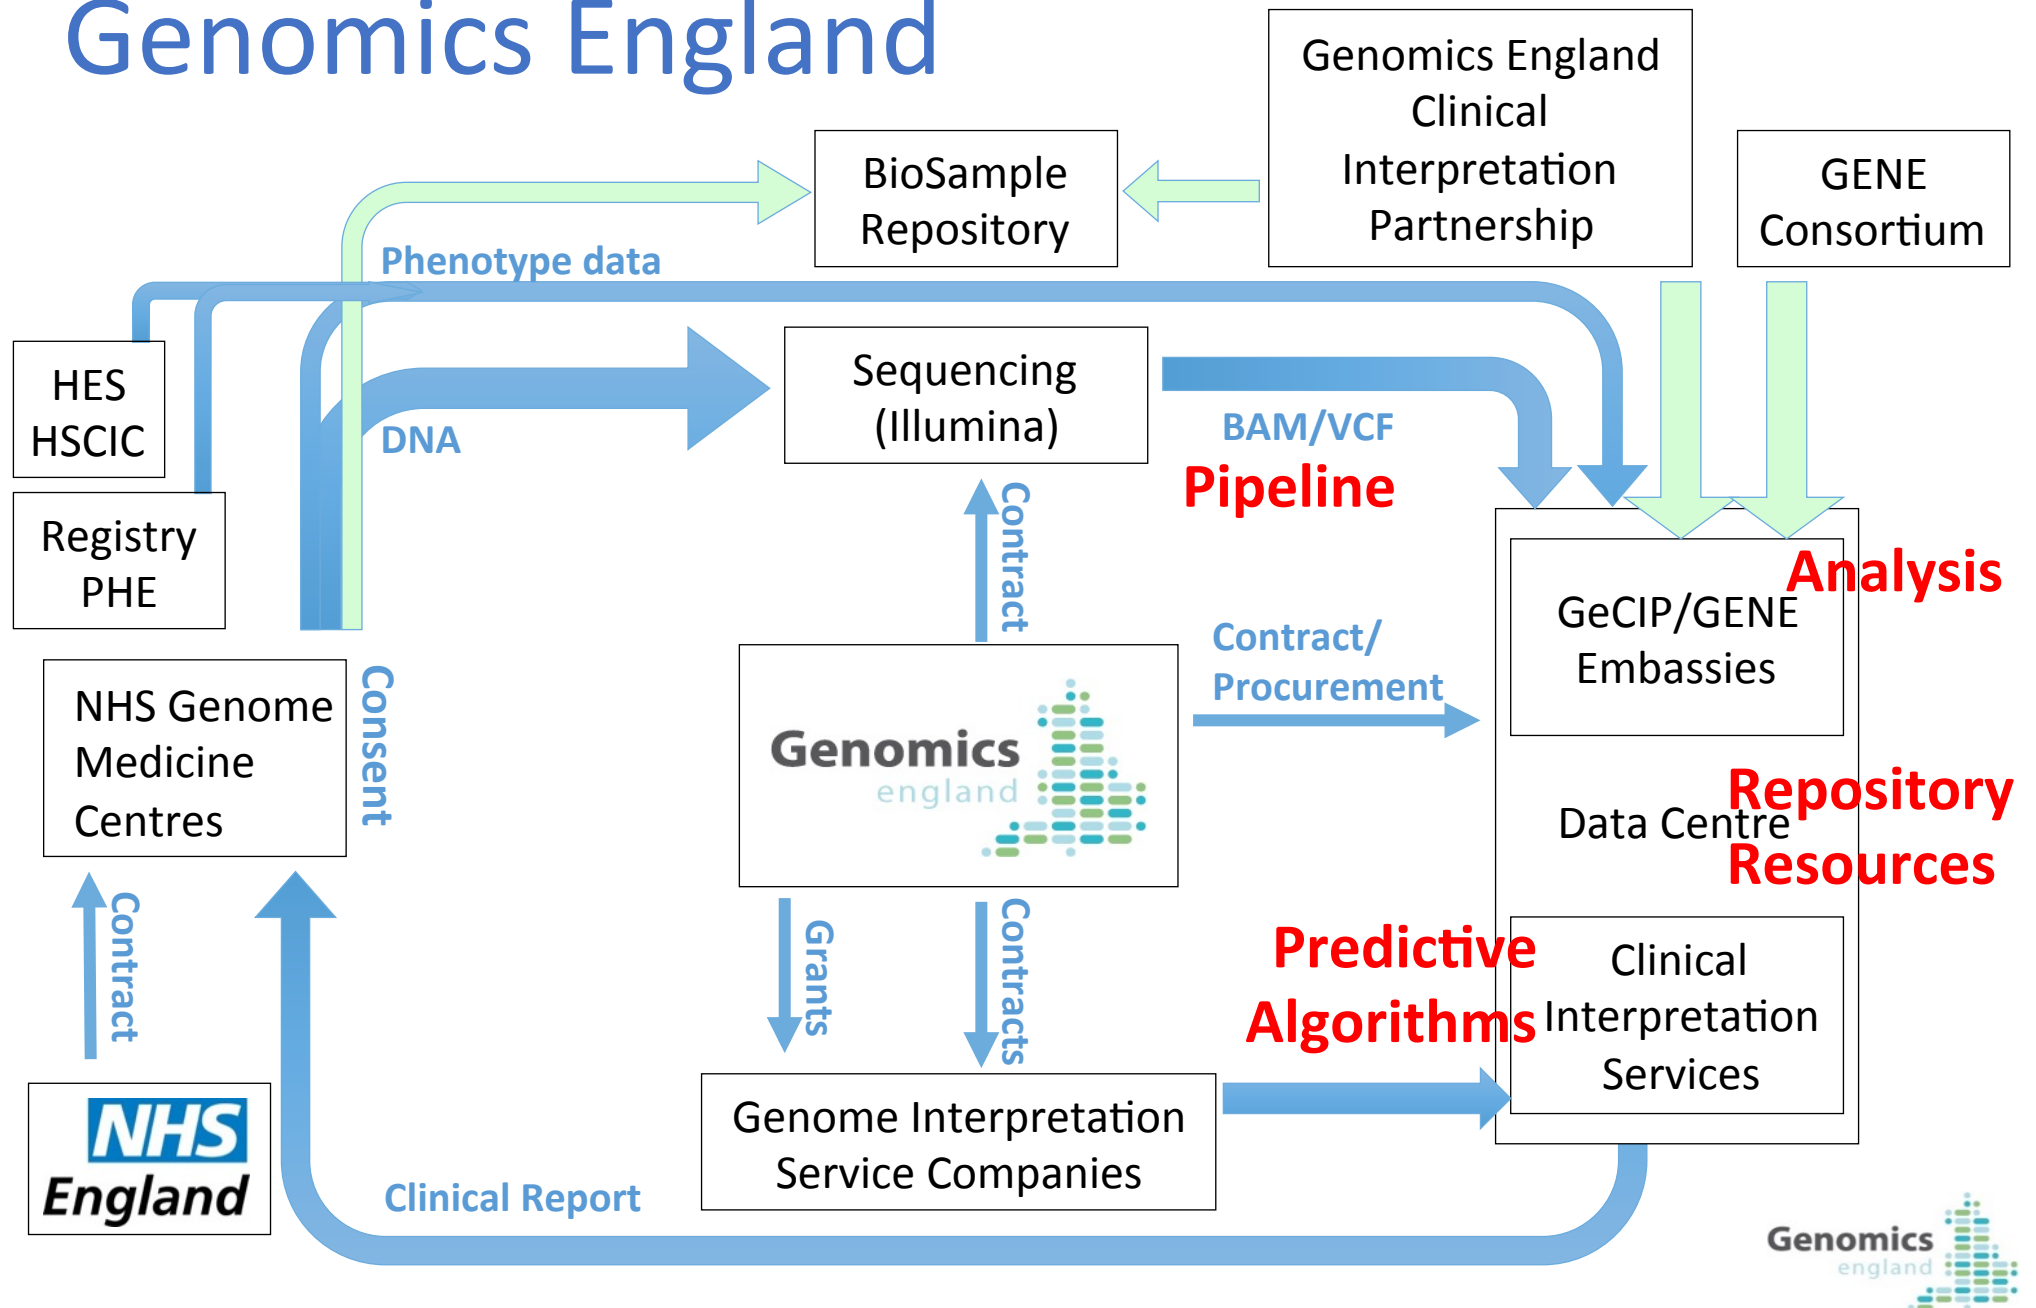 Genomics England
Genomics England
Clinical
Interpretation
Partnership
BioSample
Repository
GENE
Consortium
Phenotype data
HES
HSCIC
DNA
Sequencing
(Illumina)
BAM/VCF
Pipeline
Registry
PHE
Contract
Analysis
GeCIP/GENE
Embassies
Contract/
Procurement
NHS Genome
Medicine
Centres
Consent
Genomics
england
Repository
Data Centre
Resources
Contract
Grants
Contracts
Predictive
Algorithms
Clinical
Interpretation
Services
NHS
England
Genome Interpretation
Service Companies
Clinical Report
Genomics
england